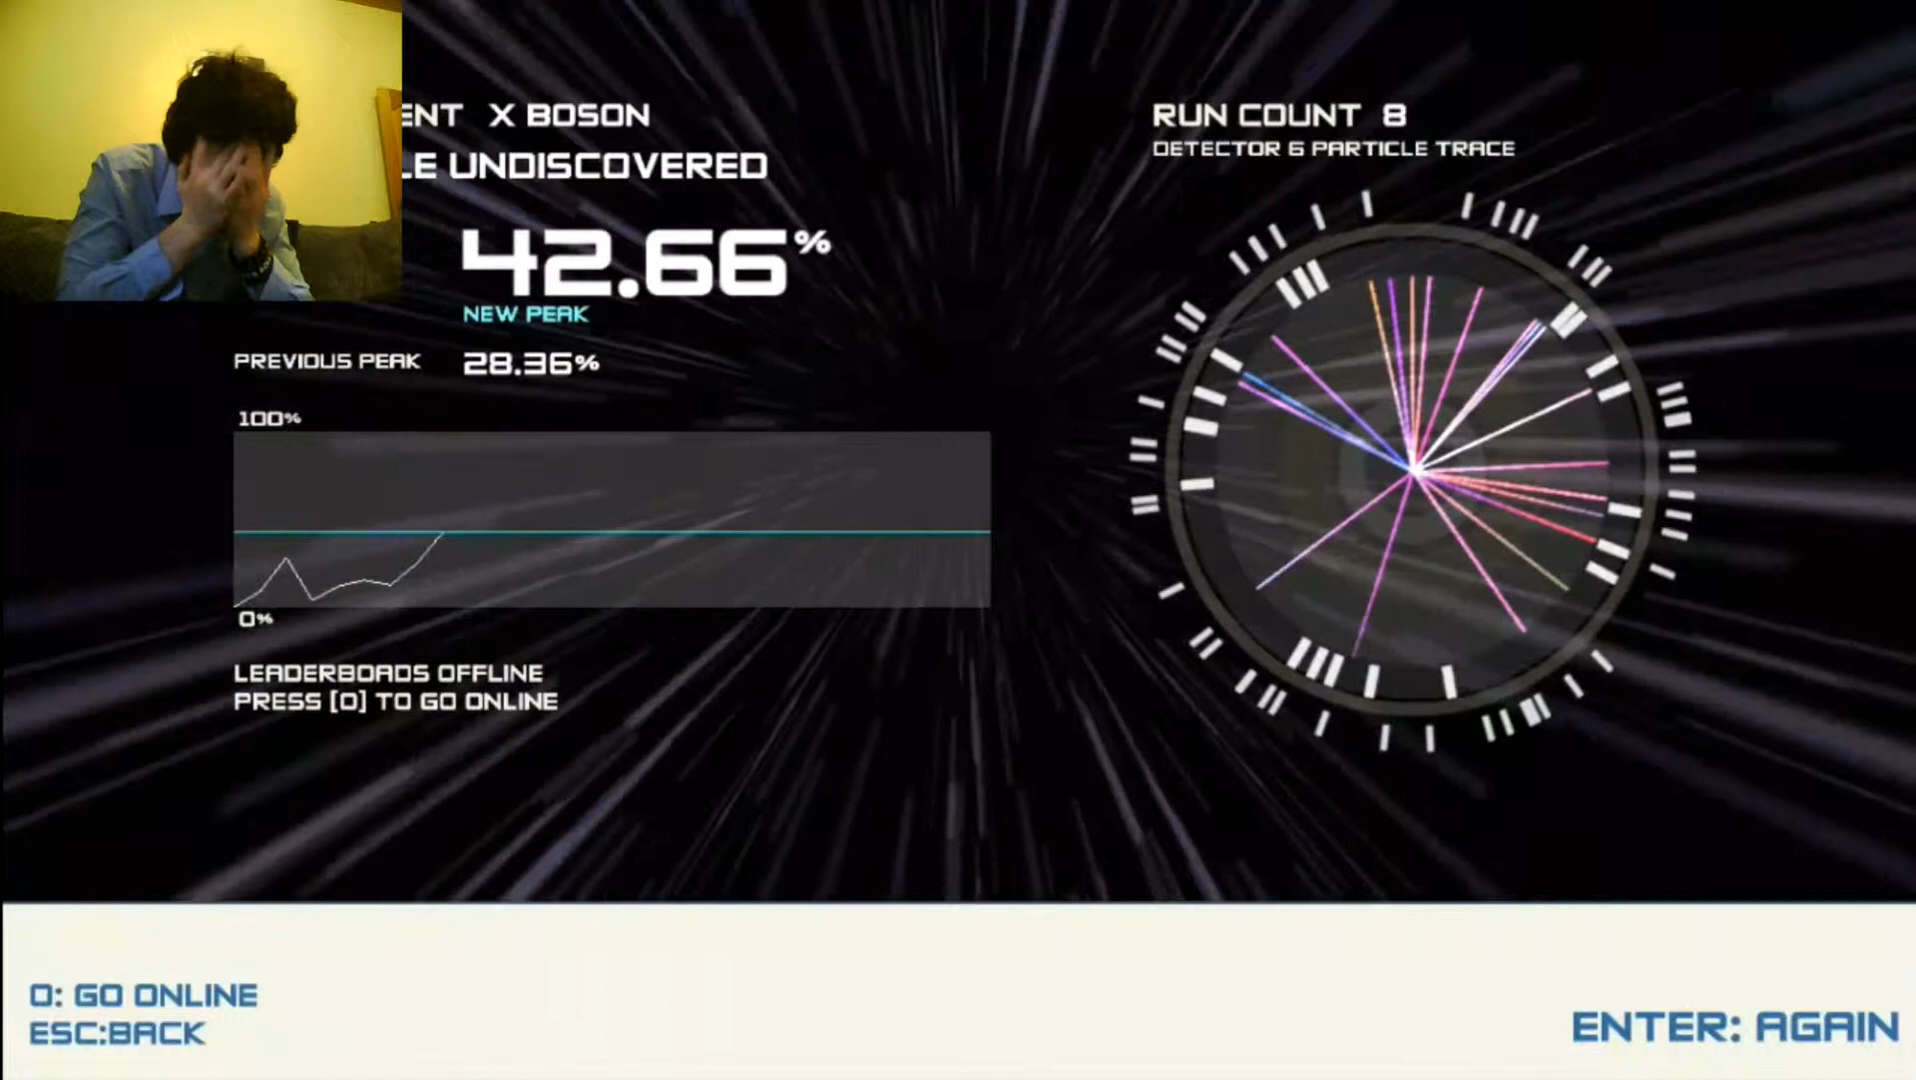 ENT X BOSON
LE UNDISCOVERED
42.66%
NEW PEAK
PREVIOUS PEAK 28.36%
100%
0%
LEADERBOARDS OFFLINE
PRESS [O] TO GO ONLINE
RUN COUNT 8
DETECTOR 6 PARTICLE TRACE
O: GO ONLINE
ESC:BACK
ENTER: AGAIN